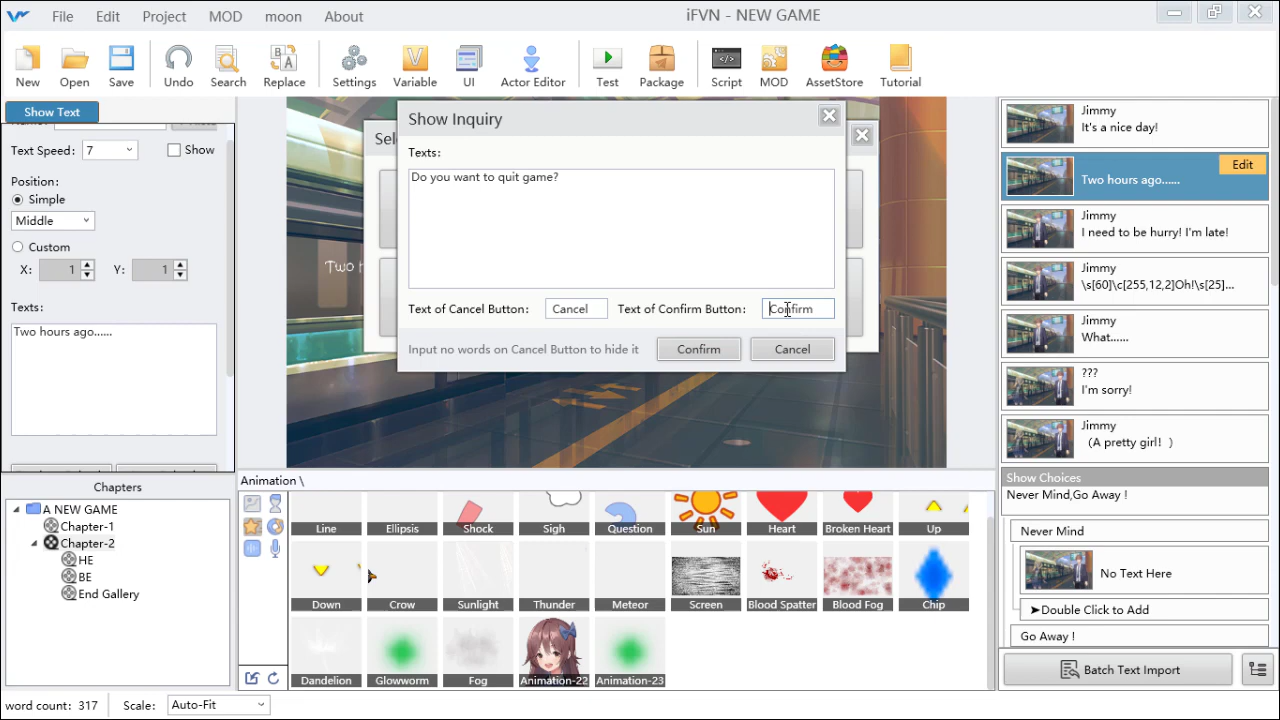 File Edit Project MOD moon About
iFVN - NEW GAME
New Open Save Undo Search Replace Settings Variable UI Actor Editor Test Package Script MOD AssetStore Tutorial
Show Text
Text Speed: 7 Show
Position:
Simple
Middle
Custom
X: 1 Y: 1
Texts:
Two hours ago......
Show Inquiry
Texts:
Do you want to quit game?
Text of Cancel Button: Cancel Text of Confirm Button: Confirm
Input no words on Cancel Button to hide it Confirm Cancel
Jimmy
It's a nice day!
Edit
Two hours ago......
Jimmy
I need to be hurry! I'm late!
Jimmy
\s[60]\c[255,12,2]Oh!\s[25]...
Jimmy
What......
???
I'm sorry!
Jimmy
（A pretty girl! ）
Show Choices
Never Mind,Go Away !
Never Mind
No Text Here
➤Double Click to Add
Go Away !
Batch Text Import
Chapters
A NEW GAME
Chapter-1
Chapter-2
HE
BE
End Gallery
Animation \
Line Ellipsis Shock Sigh Question Sun Heart Broken Heart Up
Down Crow Sunlight Thunder Meteor Screen Blood Spatter Blood Fog Chip
Dandelion Glowworm Fog Animation-22 Animation-23
word count: 317 Scale: Auto-Fit